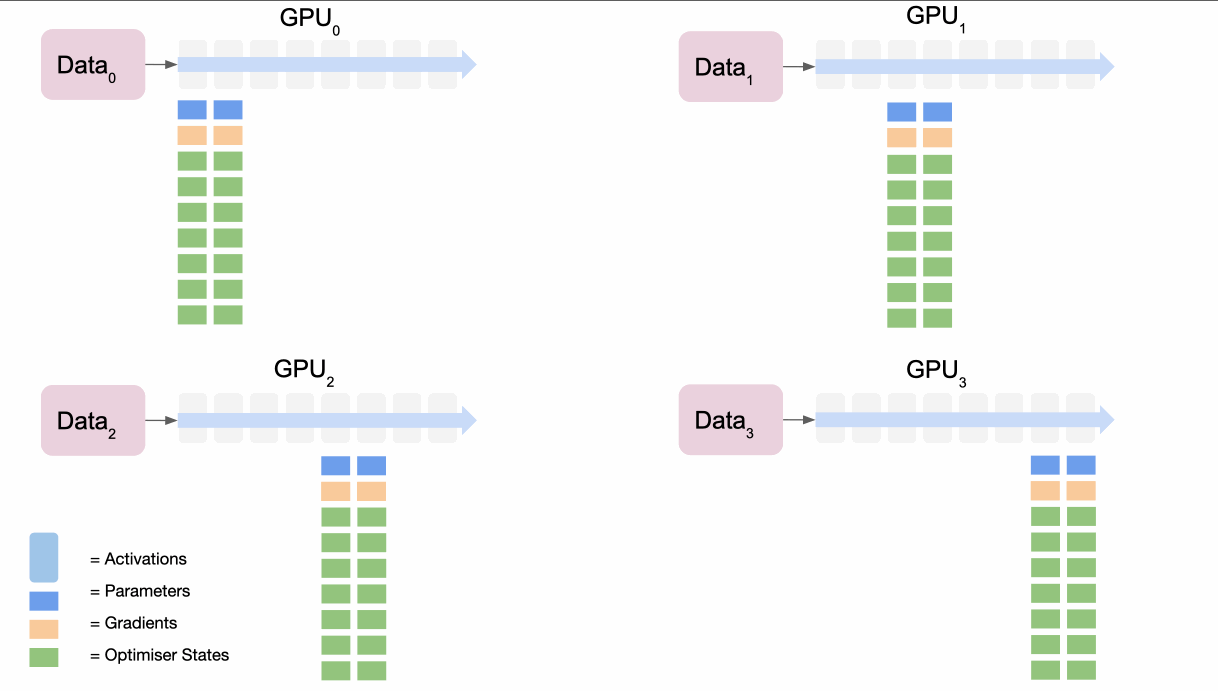 GPU0
GPU1
Data0
Data1
GPU2
GPU3
Data2
Data3
= Activations
= Parameters
= Gradients
= Optimiser States